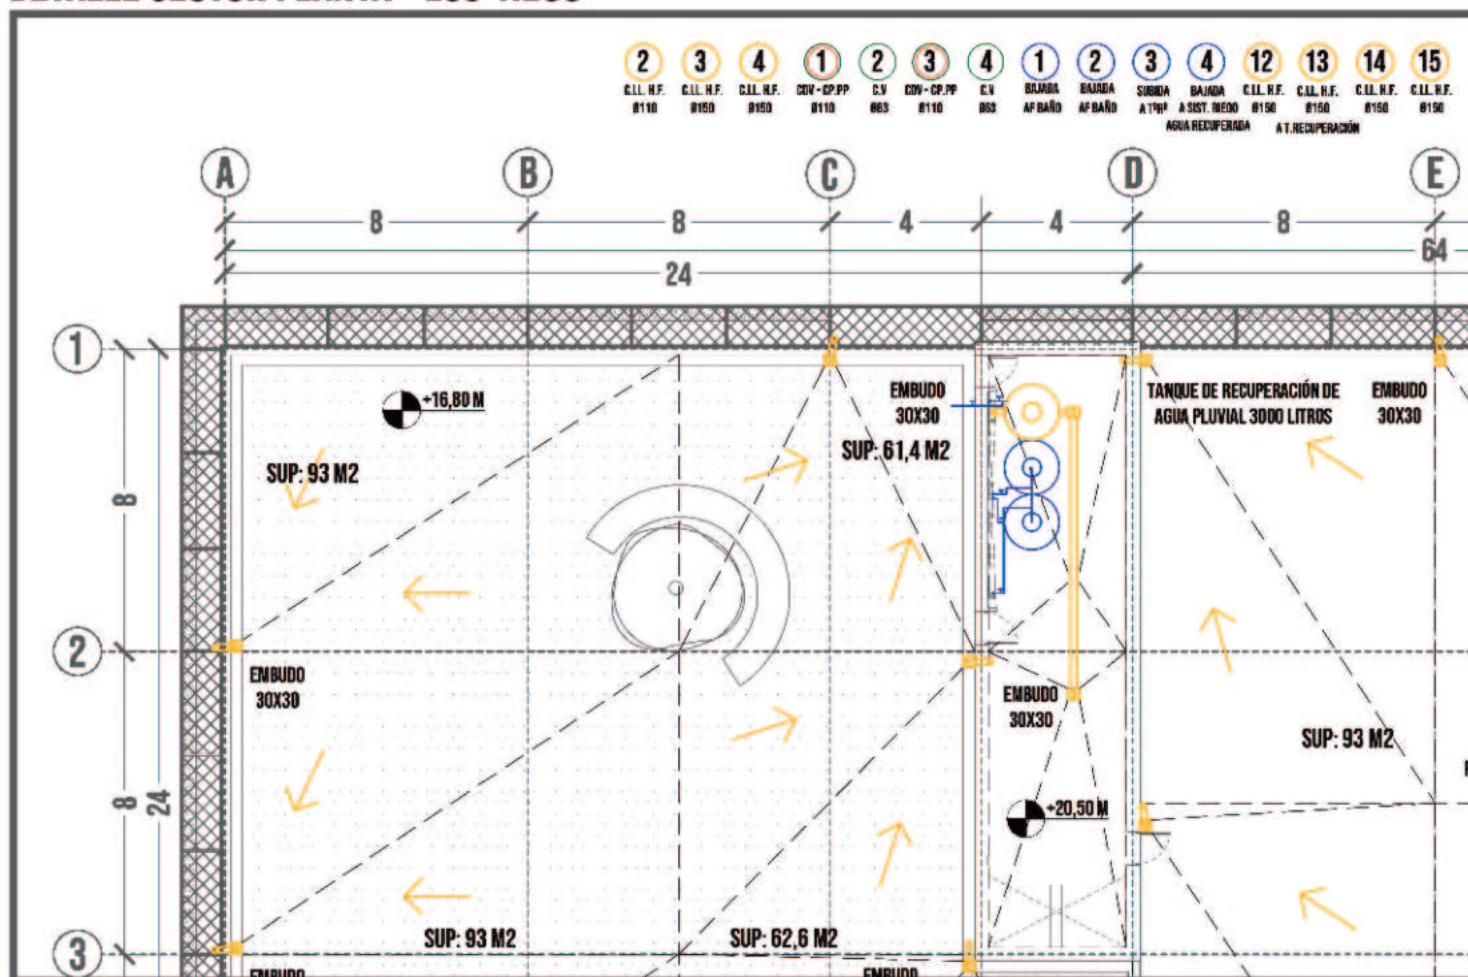 2 3 4 1 2 3 4 1 2 3 4 12 13 14 15
C.LL. H.F. C.LL. H.F. C.LL. H.F. CDV - CP.PP C.V CDV - CP.PP C.V BAJADA BAJADA SUBIDA BAJADA C.LL. H.F. C.LL. H.F. C.LL. H.F. C.LL. H.F.
Ø110 Ø150 Ø150 Ø110 Ø63 Ø110 Ø63 AF BAÑO AF BAÑO A TºHº A SIST. RIEGO Ø150 Ø150 Ø150 Ø150
AGUA RECUPERADA A T.RECUPERACIÓN
A B C D E
8 8 4 4 8
64
24
1
+16,80 M
EMBUDO
30X30
TANQUE DE RECUPERACIÓN DE
AGUA PLUVIAL 3000 LITROS
EMBUDO
30X30
SUP: 93 M2
SUP: 61,4 M2
8
2
EMBUDO
30X30
EMBUDO
30X30
SUP: 93 M2
8
24
+20,50 M
SUP: 93 M2
SUP: 62,6 M2
3
EMBUDO
EMBUDO